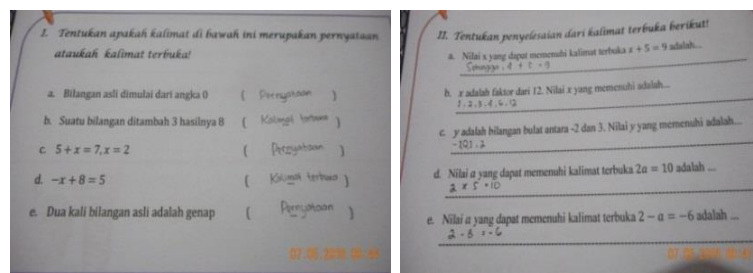 I. Tentukan apakah kalimat di bawah ini merupakan pernyataan
ataukah kalimat terbuka!
a. Bilangan asli dimulai dari angka 0 ( Pernyataan )
b. Suatu bilangan ditambah 3 hasilnya 8 ( Kalimat terbuka )
c. 5 + x = 7, x = 2 ( Pernyataan )
d. -x + 8 = 5 ( Kalimat terbuka )
e. Dua kali bilangan asli adalah genap ( Pernyataan )
II. Tentukan penyelesaian dari kalimat terbuka berikut!
a. Nilai x yang dapat memenuhi kalimat terbuka x + 5 = 9 adalah...
Sehingga, 4 + 5 = 9
b. x adalah faktor dari 12. Nilai x yang memenuhi adalah...
1, 2, 3, 4, 6, 12
c. y adalah bilangan bulat antara -2 dan 3. Nilai y yang memenuhi adalah...
d. Nilai a yang dapat memenuhi kalimat terbuka 2a = 10 adalah ...
2 x 5 = 10
e. Nilai a yang dapat memenuhi kalimat terbuka 2 - a = -6 adalah ...
2 - 8 = -6